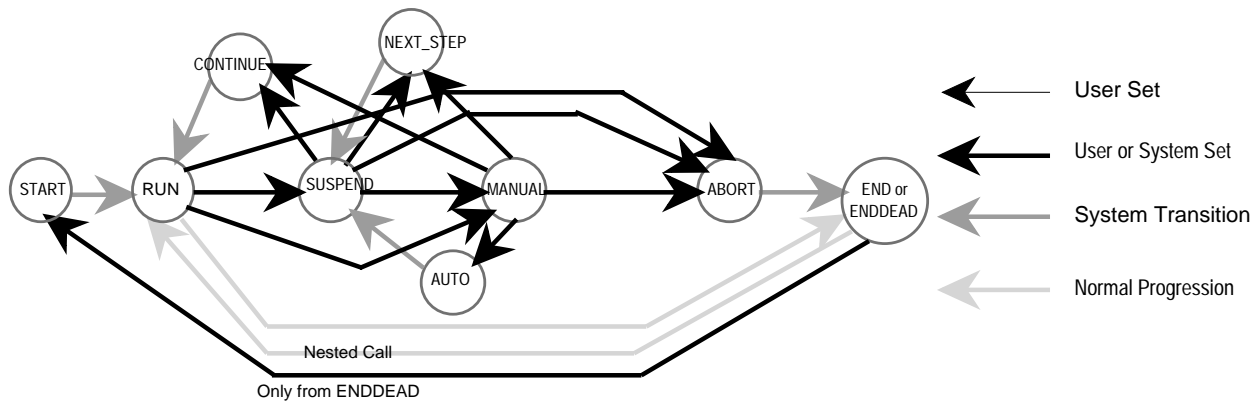 NEXT_STEP
CONTINUE
START
RUN
SUSPEND
MANUAL
ABORT
END or
ENDDEAD
AUTO
Nested Call
Only from ENDDEAD
User Set
User or System Set
System Transition
Normal Progression